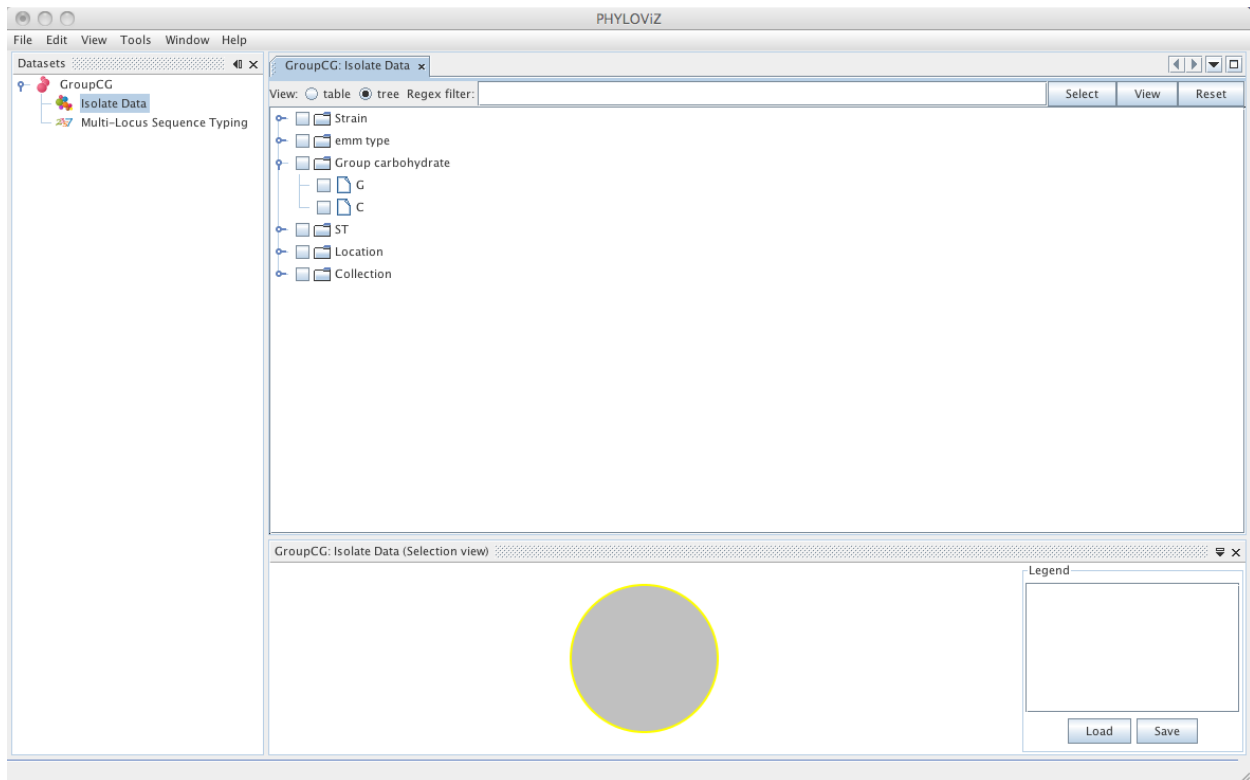 PHYLOViZ
File Edit View Tools Window Help
Datasets
GroupCG
Isolate Data
Multi-Locus Sequence Typing
GroupCG: Isolate Data
View: table tree Regex filter: Select View Reset
Strain
emm type
Group carbohydrate
G
C
ST
Location
Collection
GroupCG: Isolate Data (Selection view)
Legend
Load Save